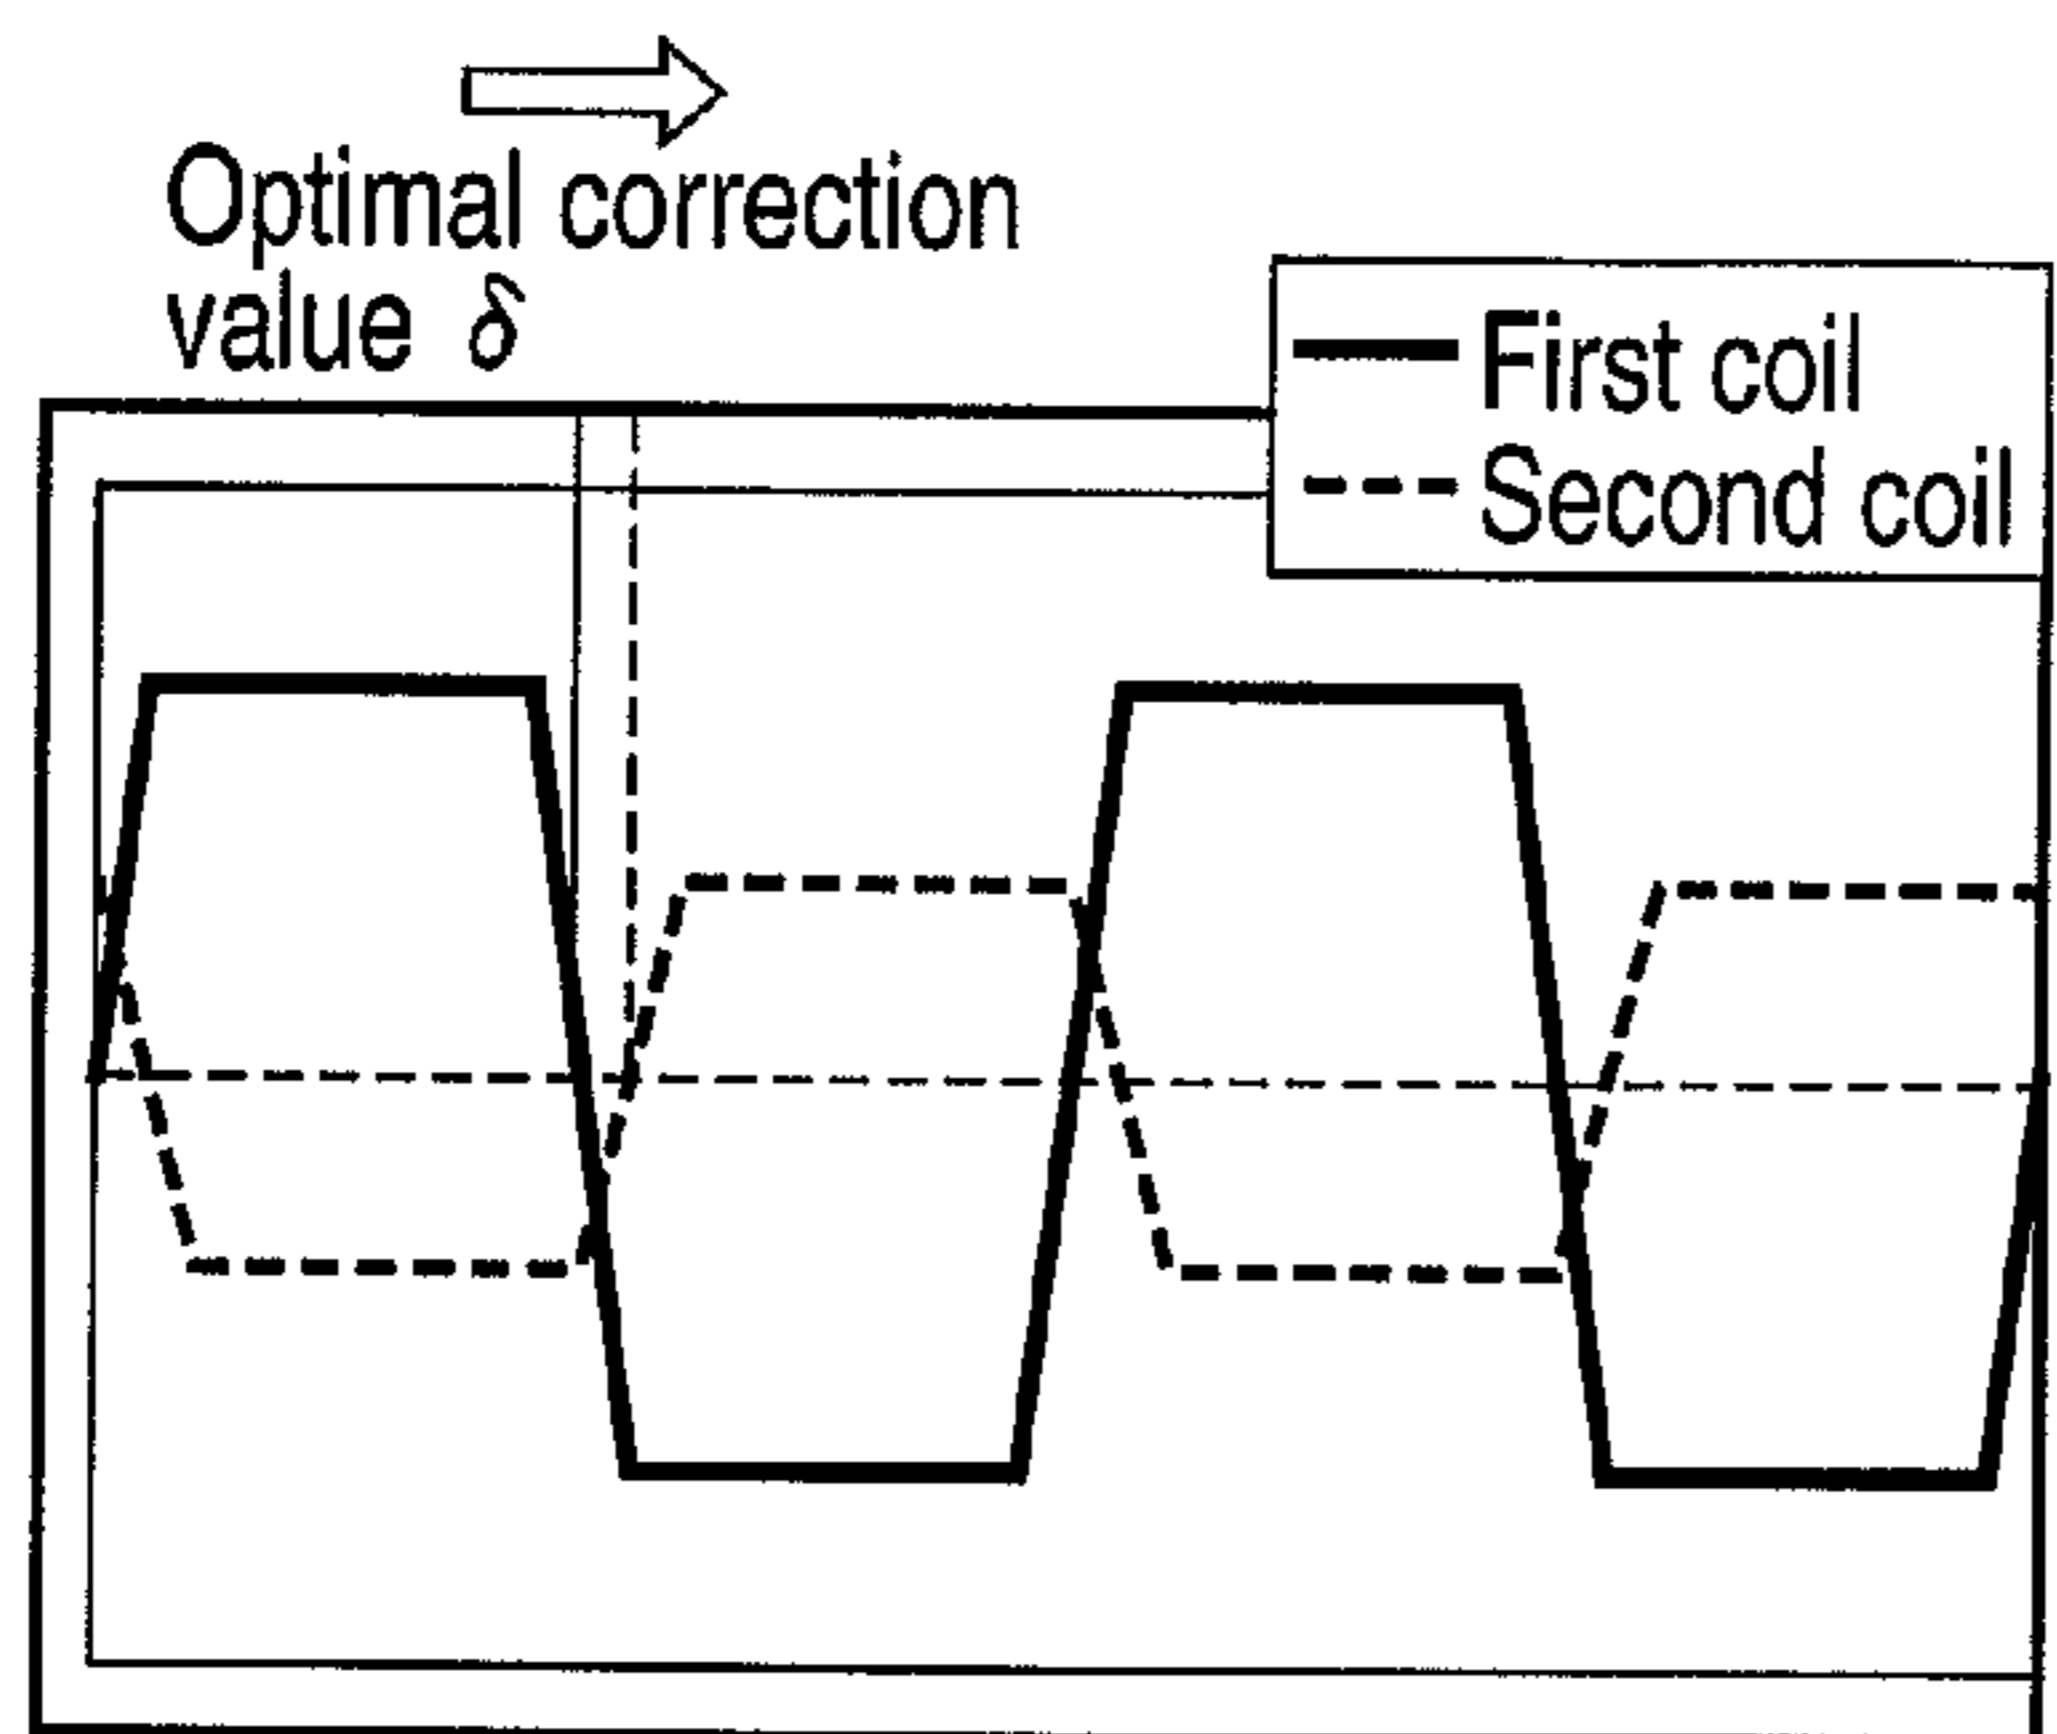 Optimal correction
value δ
First coil
Second coil